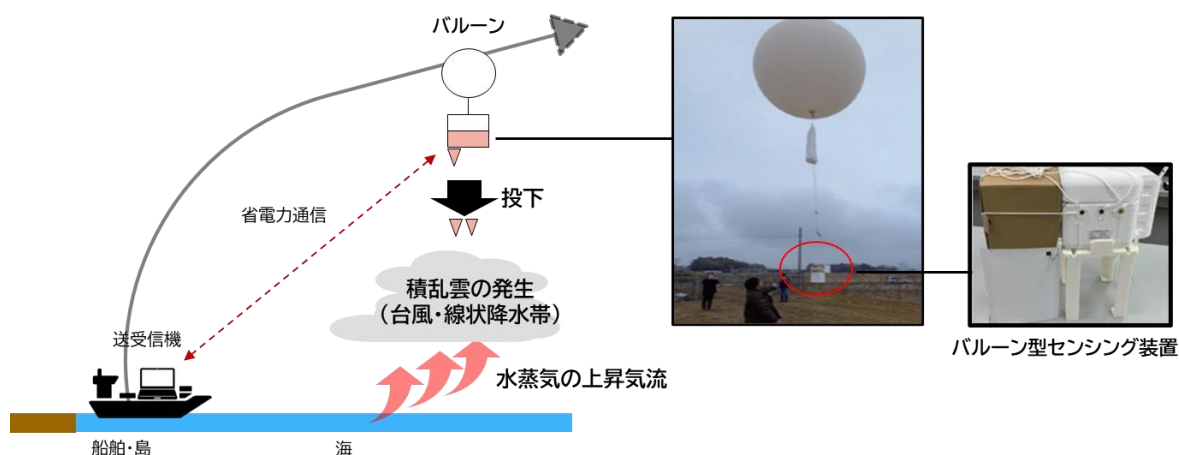 バルーン
投下
省電力通信
積乱雲の発生
（台風・線状降水帯）
送受信機
水蒸気の上昇気流
バルーン型センシング装置
船舶・島
海